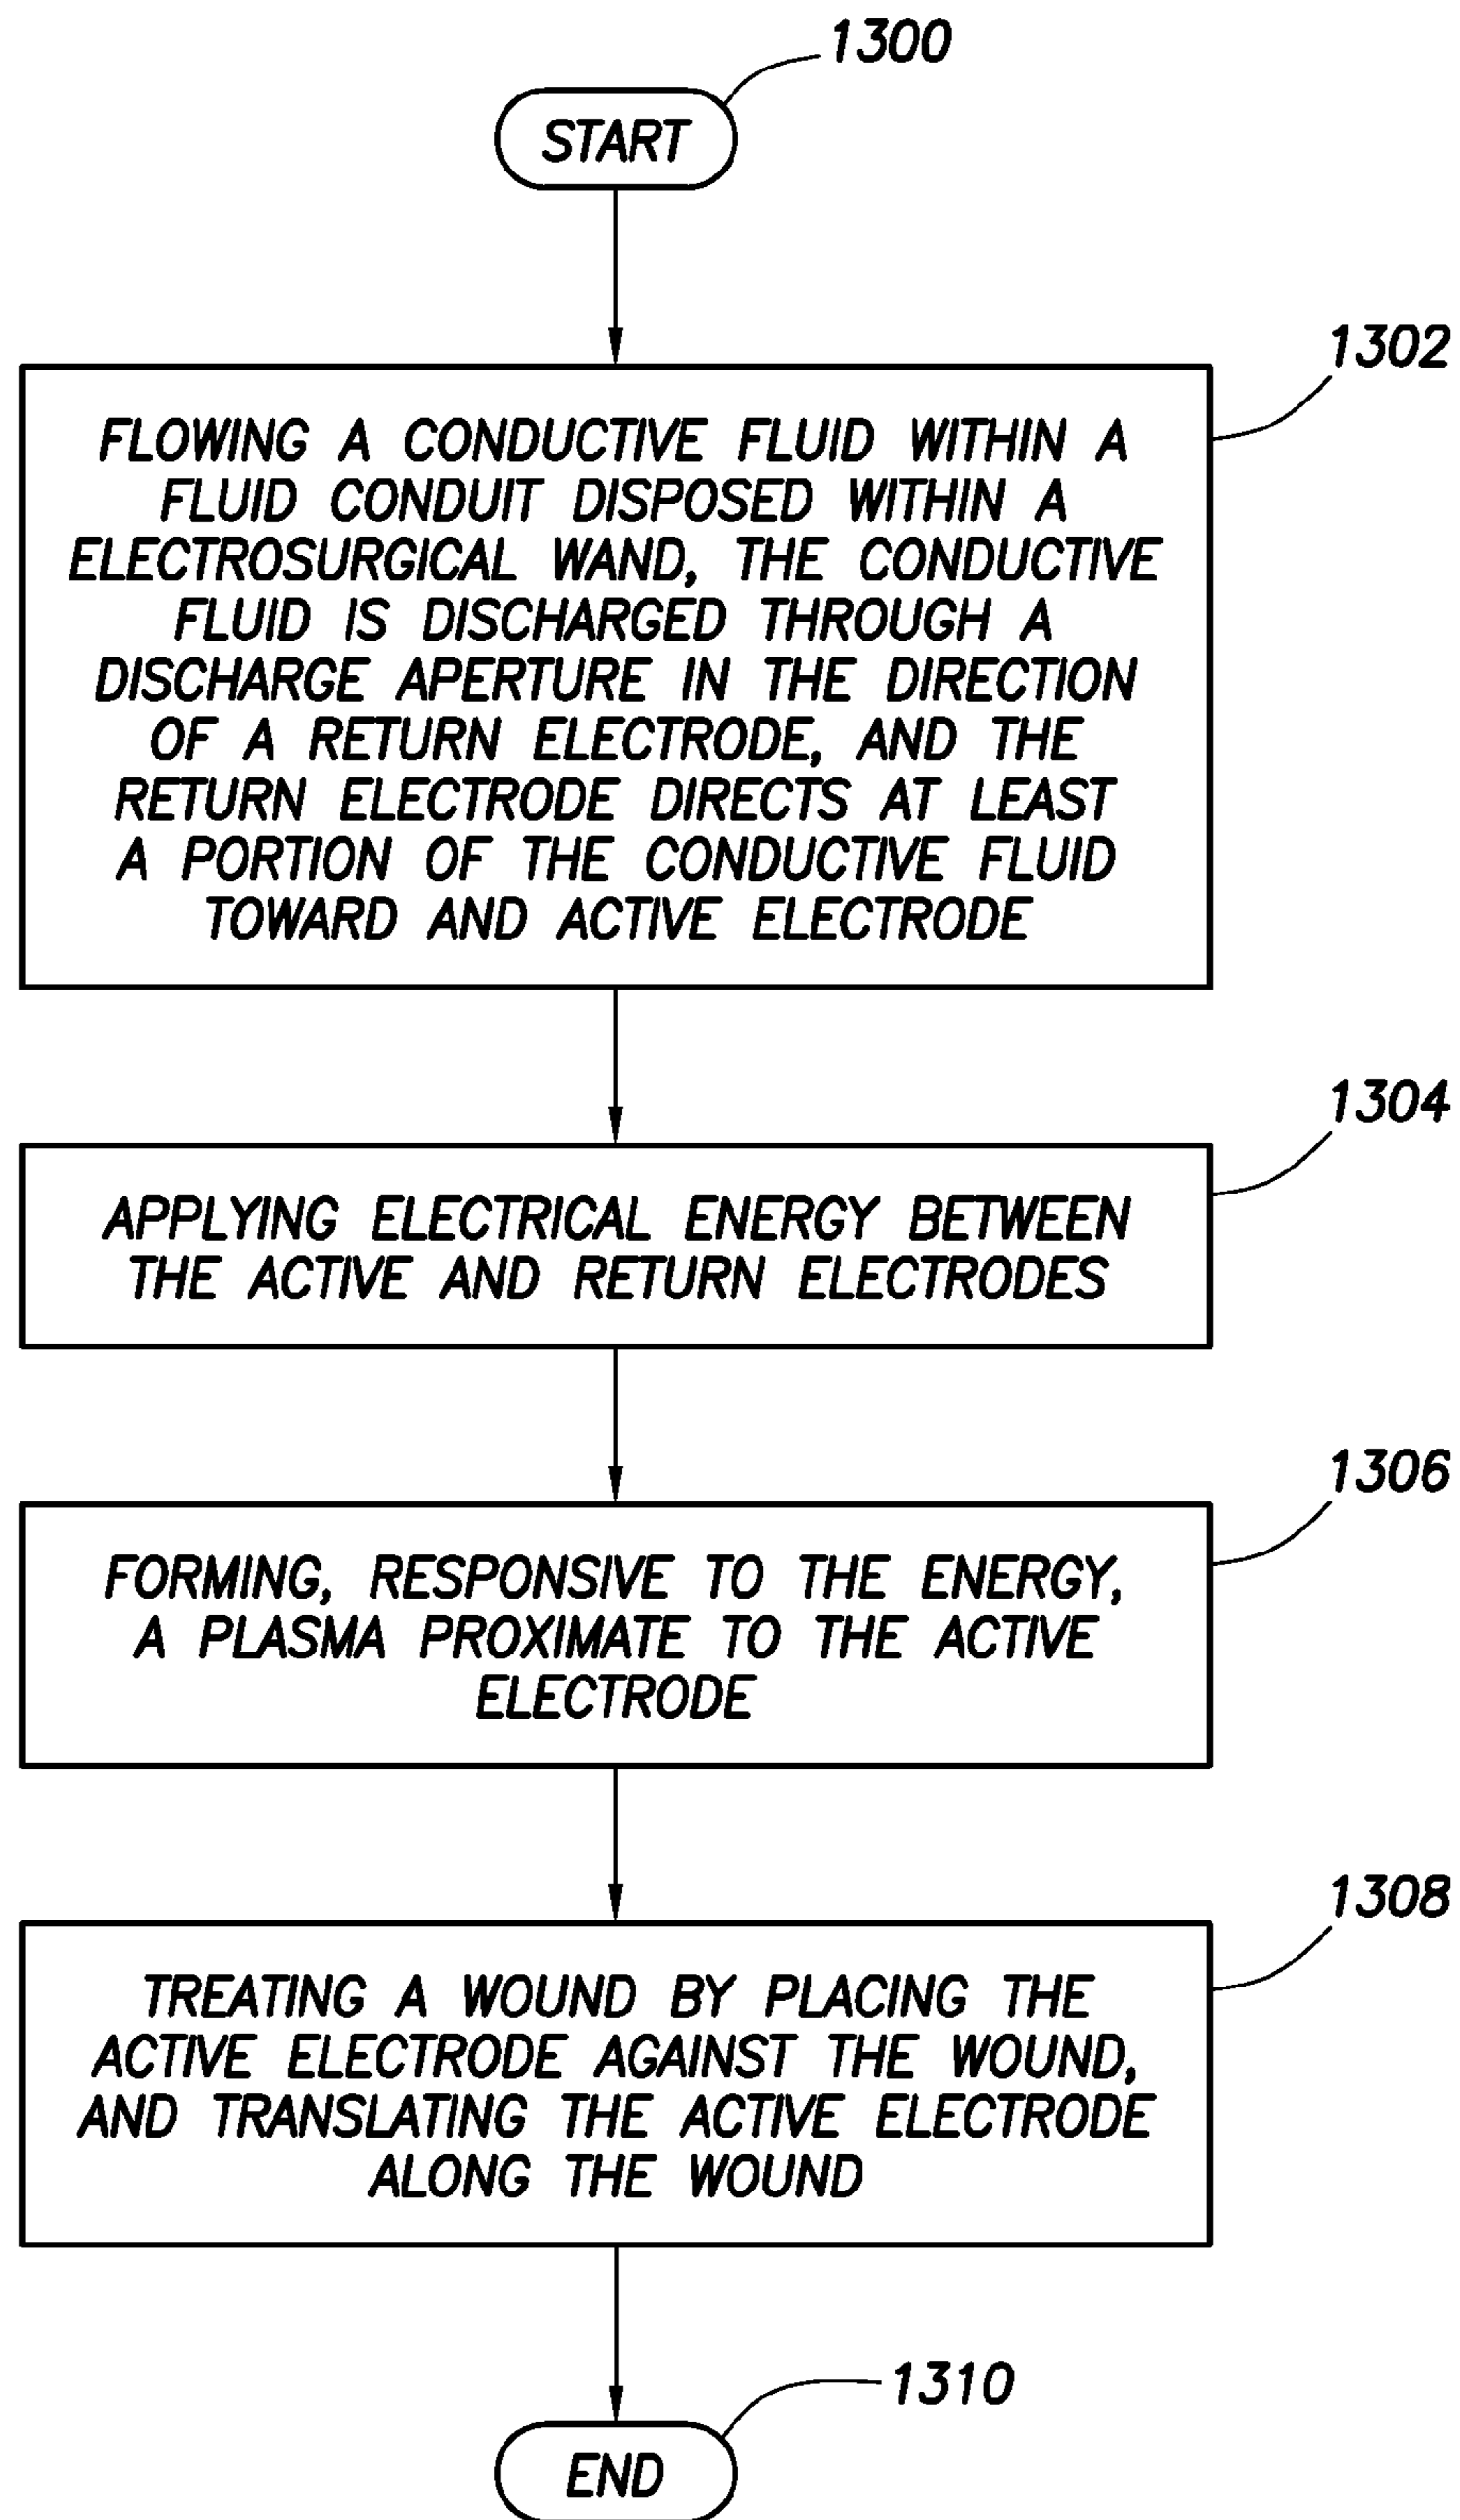 1300
START
1302
FLOWING A CONDUCTIVE FLUID WITHIN A
FLUID CONDUIT DISPOSED WITHIN A
ELECTROSURGICAL WAND, THE CONDUCTIVE
FLUID IS DISCHARGED THROUGH A
DISCHARGE APERTURE IN THE DIRECTION
OF A RETURN ELECTRODE, AND THE
RETURN ELECTRODE DIRECTS AT LEAST
A PORTION OF THE CONDUCTIVE FLUID
TOWARD AND ACTIVE ELECTRODE
1304
APPLYING ELECTRICAL ENERGY BETWEEN
THE ACTIVE AND RETURN ELECTRODES
1306
FORMING, RESPONSIVE TO THE ENERGY,
A PLASMA PROXIMATE TO THE ACTIVE
ELECTRODE
1308
TREATING A WOUND BY PLACING THE
ACTIVE ELECTRODE AGAINST THE WOUND,
AND TRANSLATING THE ACTIVE ELECTRODE
ALONG THE WOUND
1310
END